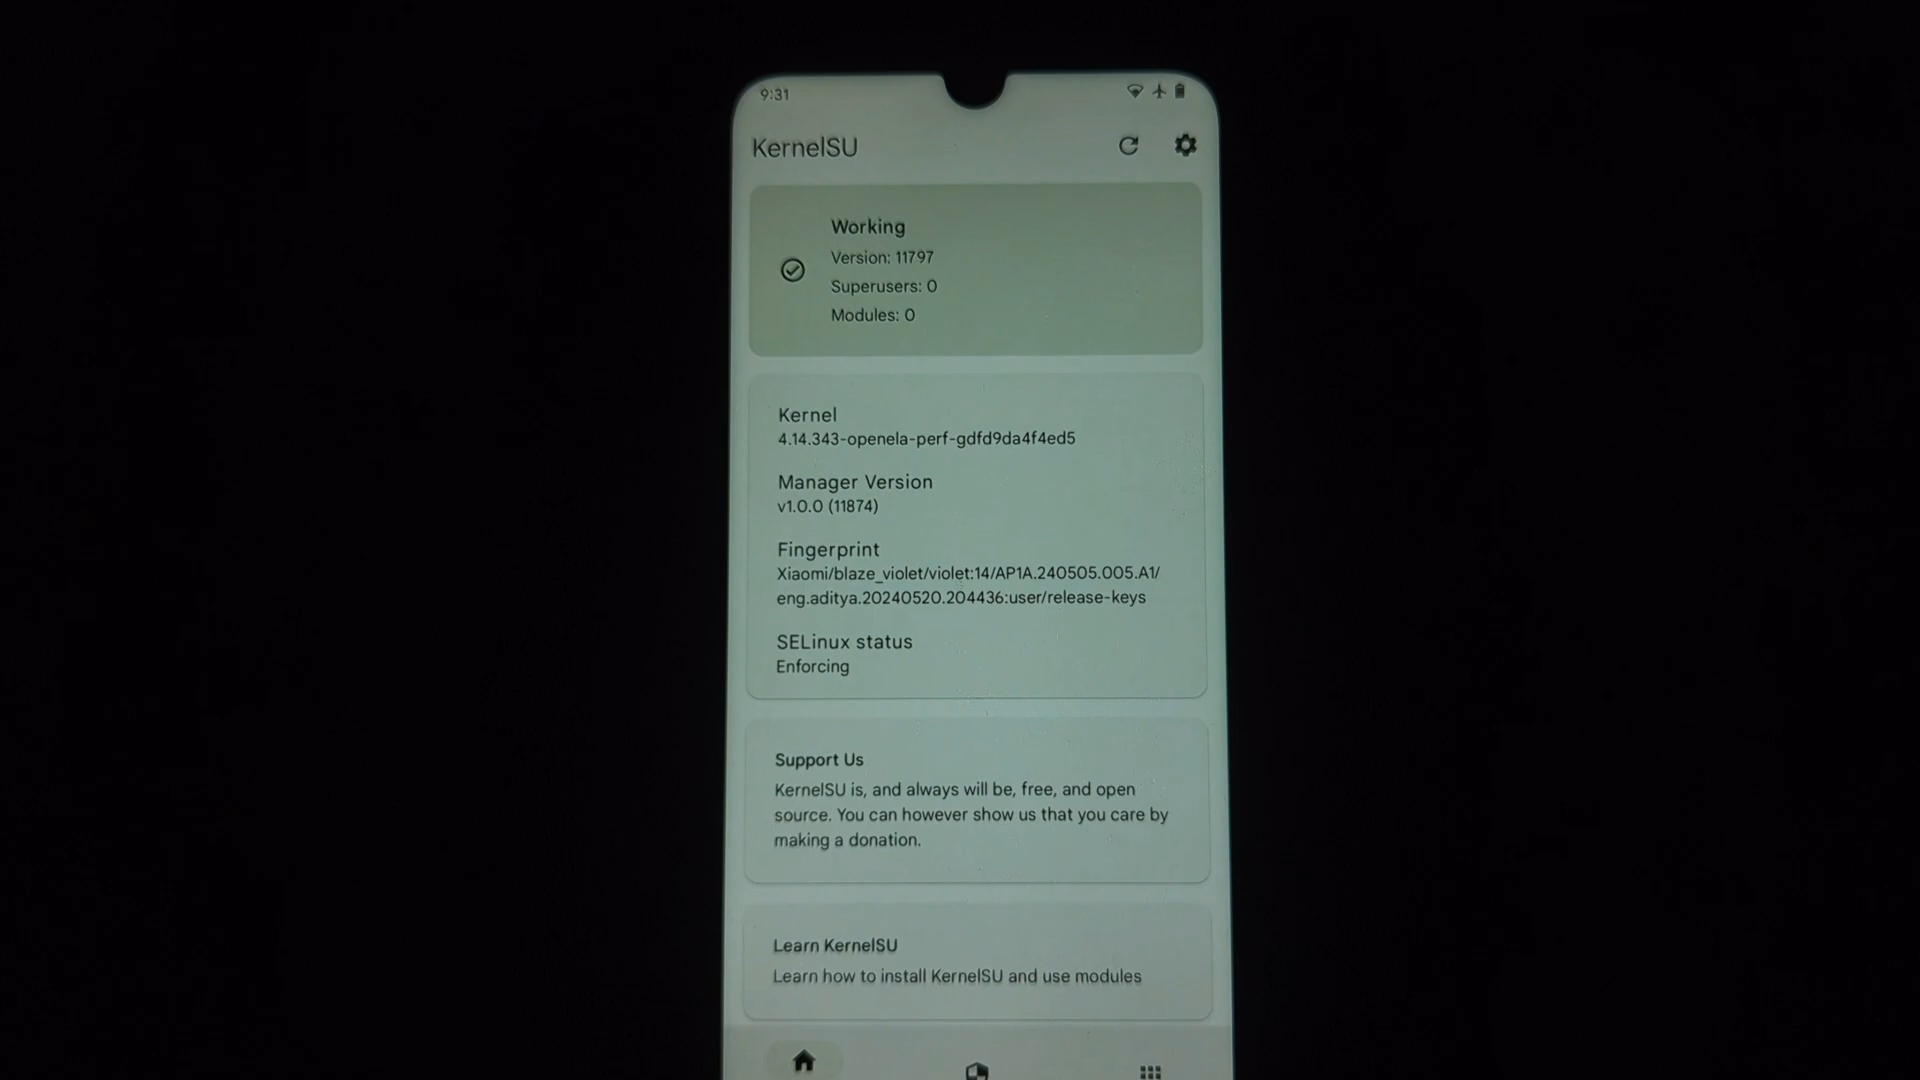 9:31
KernelSU
Working
Version: 11797
Superusers: 0
Modules: 0
Kernel
4.14.343-openela-perf-gdfd9da4f4ed5
Manager Version
v1.0.0 (11874)
Fingerprint
Xiaomi/blaze_violet/violet:14/AP1A.240505.005.A1/
eng.aditya.20240520.204436:user/release-keys
SELinux status
Enforcing
Support Us
KernelSU is, and always will be, free, and open
source. You can however show us that you care by
making a donation.
Learn KernelSU
Learn how to install KernelSU and use modules